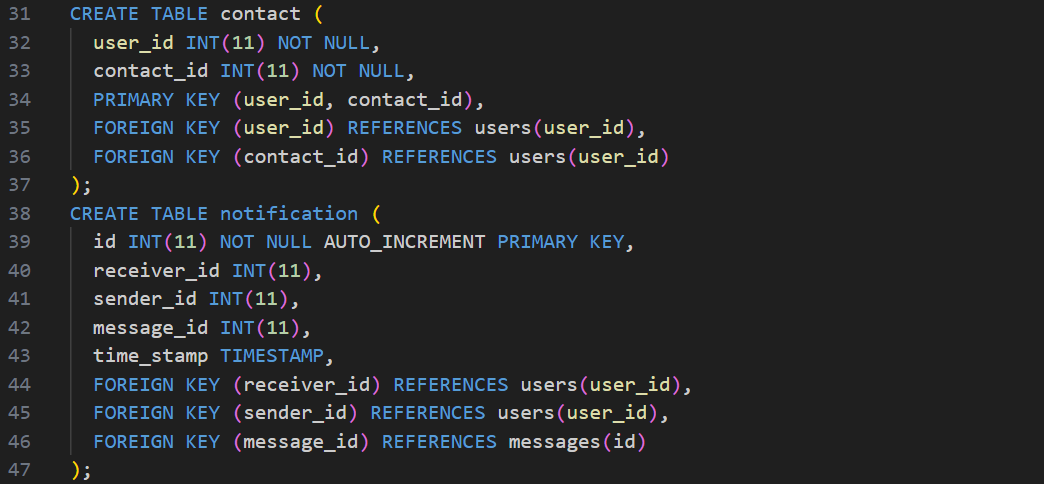 31 CREATE TABLE contact (
32 user_id INT(11) NOT NULL,
33 contact_id INT(11) NOT NULL,
34 PRIMARY KEY (user_id, contact_id),
35 FOREIGN KEY (user_id) REFERENCES users(user_id),
36 FOREIGN KEY (contact_id) REFERENCES users(user_id)
37 );
38 CREATE TABLE notification (
39 id INT(11) NOT NULL AUTO_INCREMENT PRIMARY KEY,
40 receiver_id INT(11),
41 sender_id INT(11),
42 message_id INT(11),
43 time_stamp TIMESTAMP,
44 FOREIGN KEY (receiver_id) REFERENCES users(user_id),
45 FOREIGN KEY (sender_id) REFERENCES users(user_id),
46 FOREIGN KEY (message_id) REFERENCES messages(id)
47 );